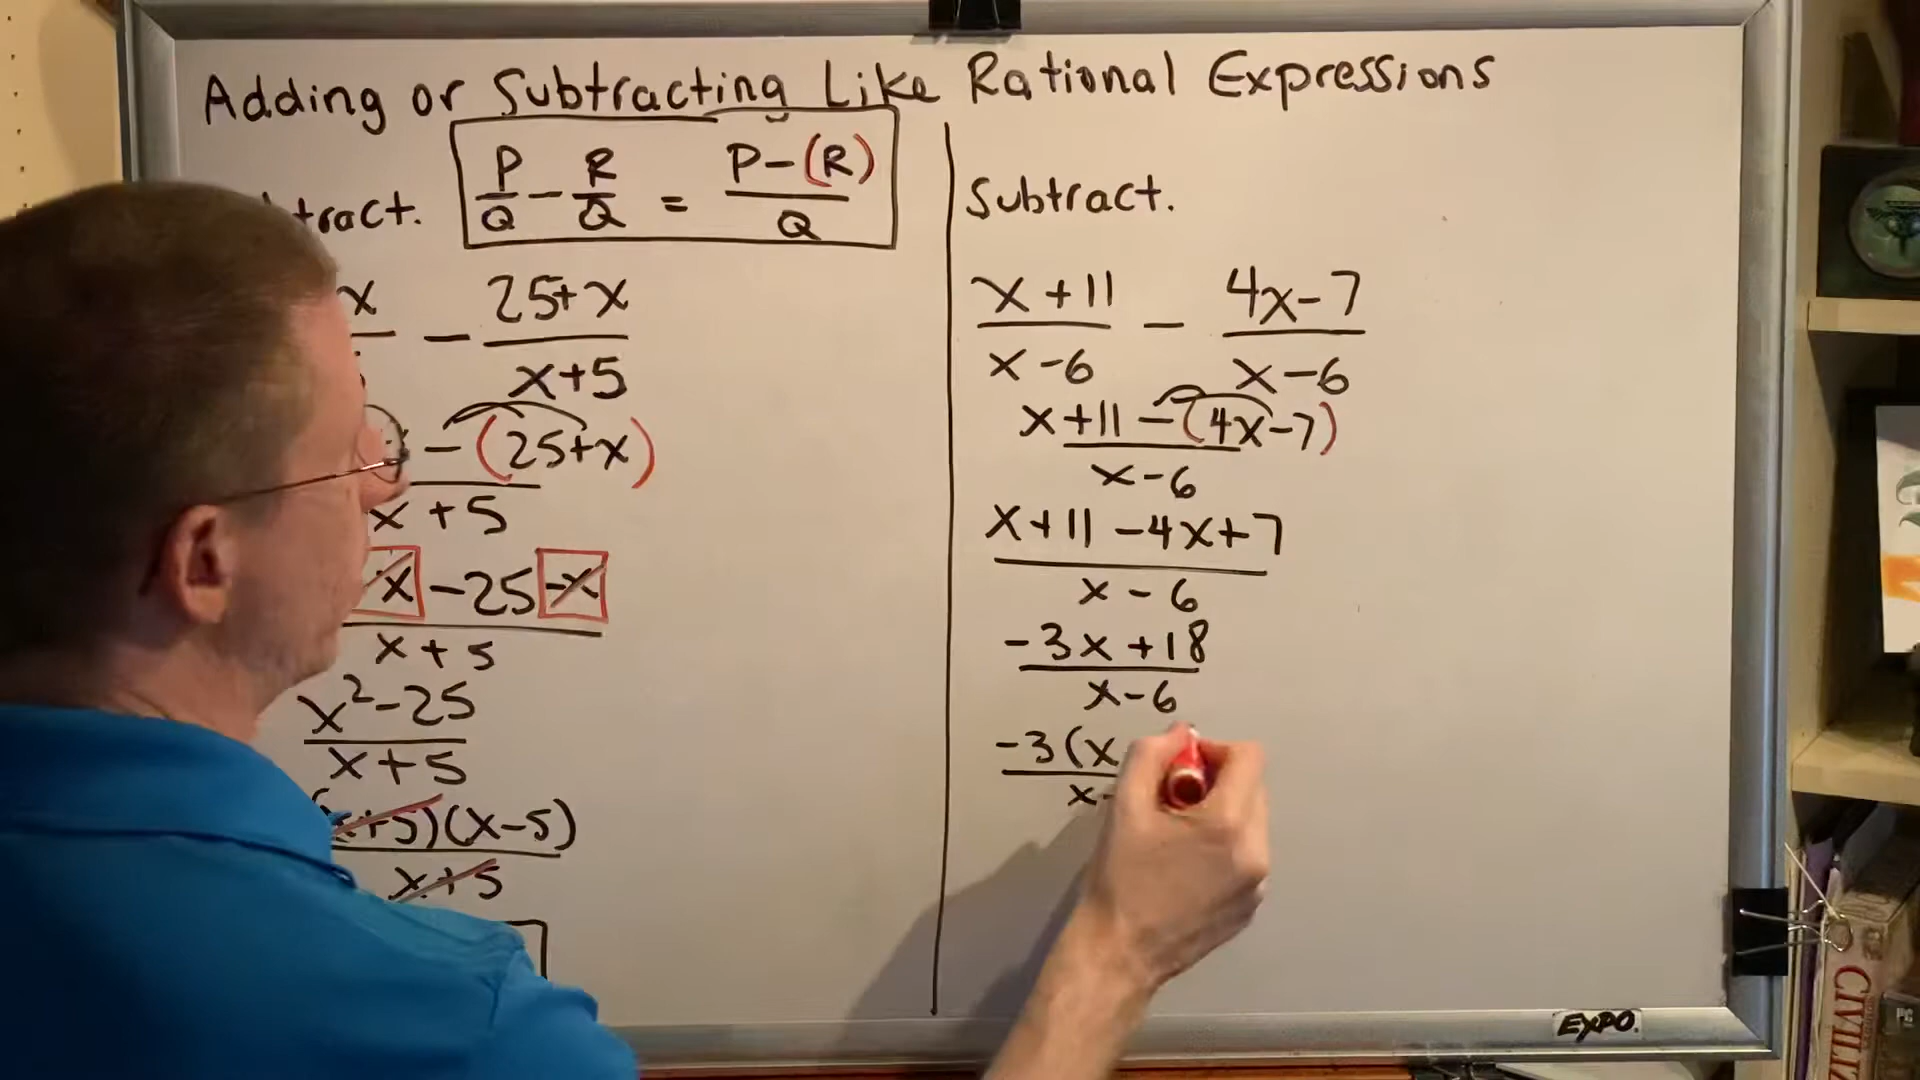 Adding or Subtracting Like Rational Expressions
P/Q - R/Q = P-(R)/Q
tract.
x - 25+x
x+5
- (25+x)
x +5
x -25 -x
x+5
x²-25
x+5
x+5)(x-5)
x+5
Subtract.
x+11/x-6 - 4x-7/x-6
x+11 -(4x-7)
x-6
x+11 -4x+7
x-6
-3x+18
x-6
-3(x
x-
EXPO.